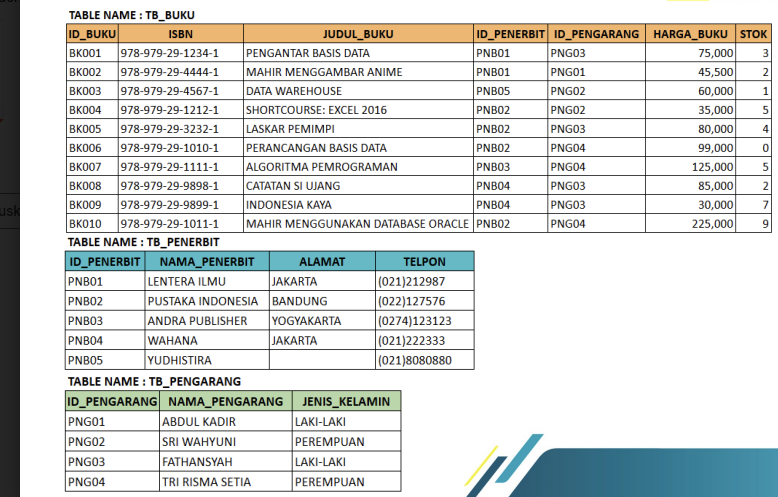 TABLE NAME : TB_BUKU
ID_BUKU ISBN JUDUL_BUKU ID_PENERBIT ID_PENGARANG HARGA_BUKU STOK
BK001 978-979-29-1234-1 PENGANTAR BASIS DATA PNB01 PNG03 75,000 3
BK002 978-979-29-4444-1 MAHIR MENGGAMBAR ANIME PNB01 PNG01 45,500 2
BK003 978-979-29-4567-1 DATA WAREHOUSE PNB05 PNG02 60,000 1
BK004 978-979-29-1212-1 SHORTCOURSE: EXCEL 2016 PNB02 PNG02 35,000 5
BK005 978-979-29-3232-1 LASKAR PEMIMPI PNB02 PNG03 80,000 4
BK006 978-979-29-1010-1 PERANCANGAN BASIS DATA PNB02 PNG04 99,000 0
BK007 978-979-29-1111-1 ALGORITMA PEMROGRAMAN PNB03 PNG04 125,000 5
BK008 978-979-29-9898-1 CATATAN SI UJANG PNB04 PNG03 85,000 2
BK009 978-979-29-9899-1 INDONESIA KAYA PNB04 PNG03 30,000 7
BK010 978-979-29-1011-1 MAHIR MENGGUNAKAN DATABASE ORACLE PNB02 PNG04 225,000 9
TABLE NAME : TB_PENERBIT
ID_PENERBIT NAMA_PENERBIT ALAMAT TELPON
PNB01 LENTERA ILMU JAKARTA (021)212987
PNB02 PUSTAKA INDONESIA BANDUNG (022)127576
PNB03 ANDRA PUBLISHER YOGYAKARTA (0274)123123
PNB04 WAHANA JAKARTA (021)222333
PNB05 YUDHISTIRA (021)8080880
TABLE NAME : TB_PENGARANG
ID_PENGARANG NAMA_PENGARANG JENIS_KELAMIN
PNG01 ABDUL KADIR LAKI-LAKI
PNG02 SRI WAHYUNI PEREMPUAN
PNG03 FATHANSYAH LAKI-LAKI
PNG04 TRI RISMA SETIA PEREMPUAN